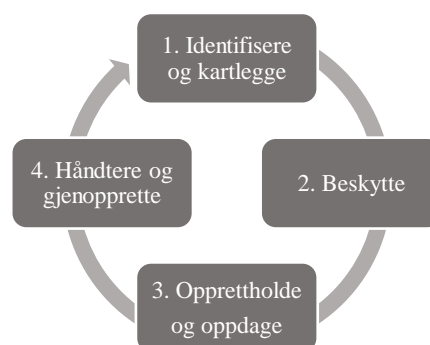 1. Identifisere
og kartlegge
2. Beskytte
3. Opprettholde
og oppdage
4. Håndtere og
gjenopprette